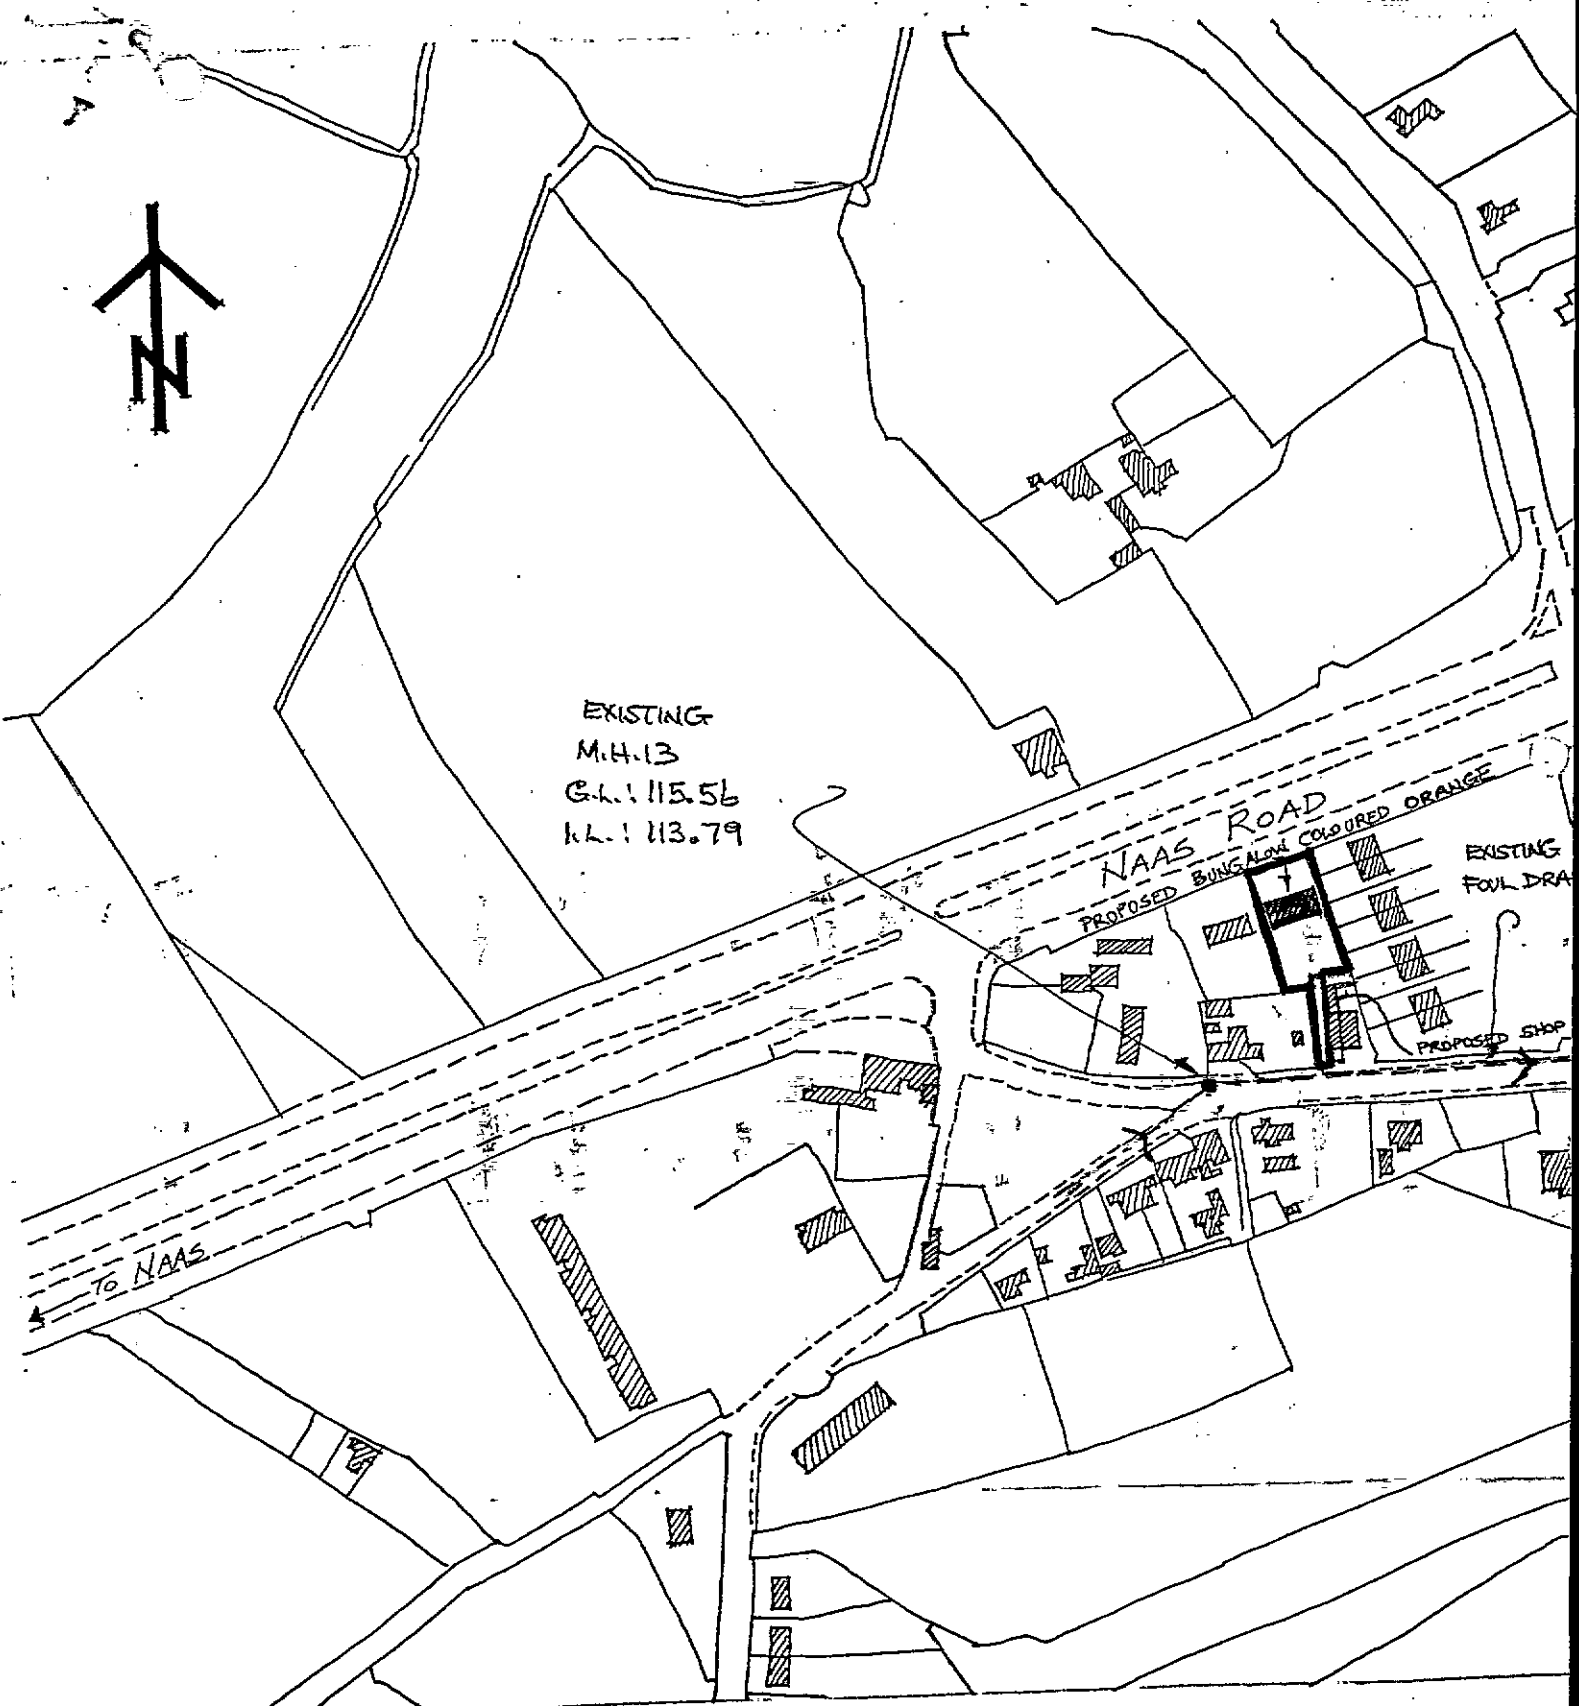 N
EXISTING
M.H.13
G.L.: 115.56
I.L.: 113.79
NAAS ROAD
PROPOSED BUNGALOW COLOURED ORANGE
EXISTING
FOUL DRA
PROPOSED SHOP
TO NAAS